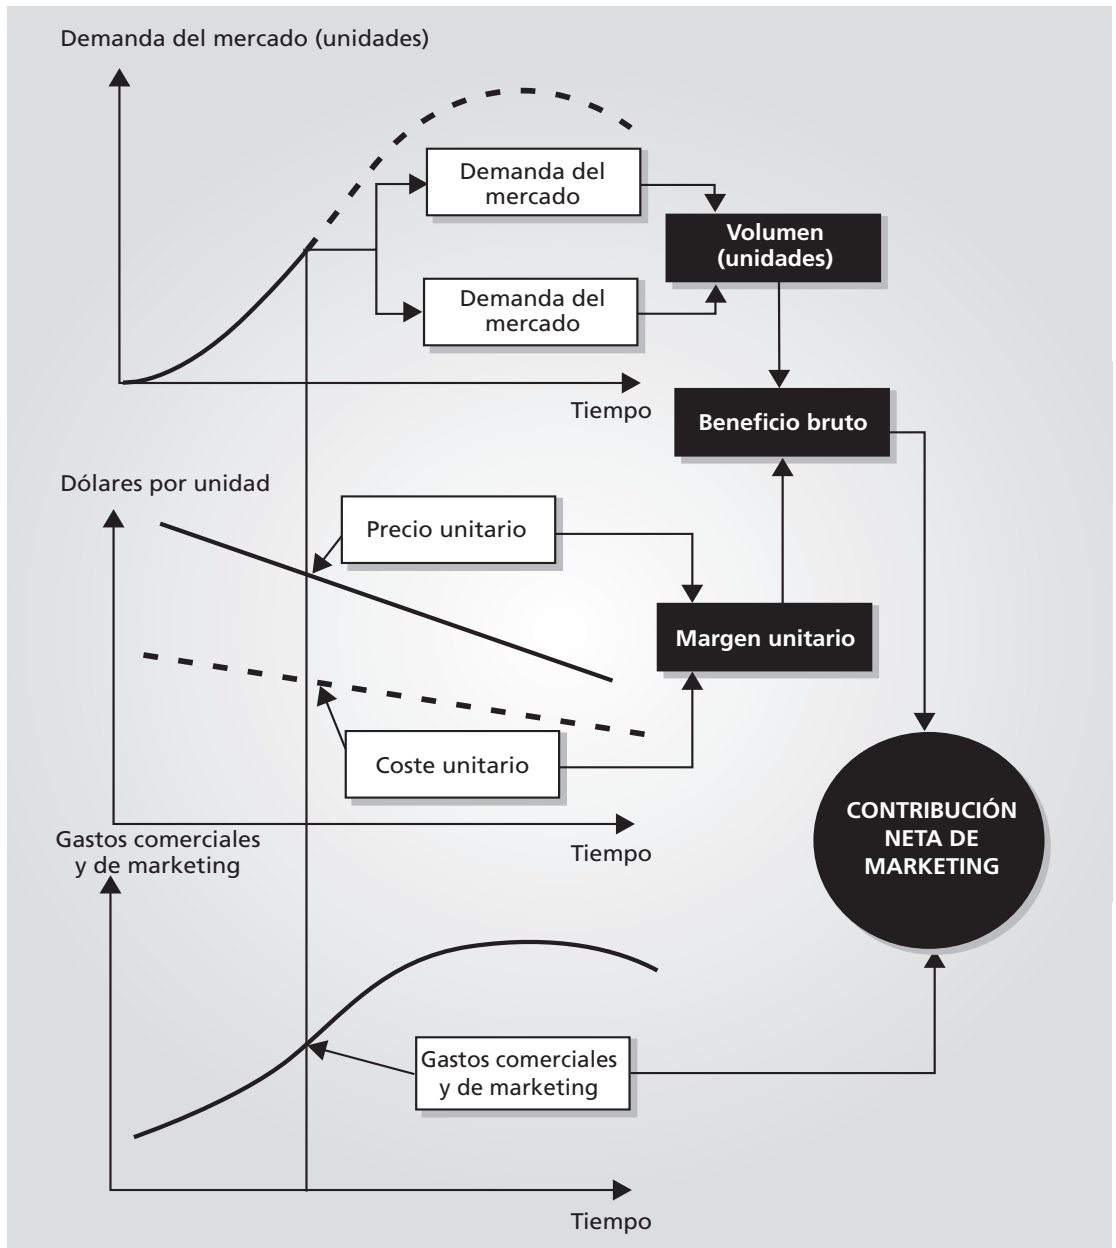 Demanda del mercado (unidades)
Demanda del
mercado
Volumen
(unidades)
Demanda del
mercado
Tiempo
Beneficio bruto
Dólares por unidad
Precio unitario
Margen unitario
Coste unitario
Tiempo
CONTRIBUCIÓN
NETA DE
MARKETING
Gastos comerciales
y de marketing
Gastos comerciales
y de marketing
Tiempo